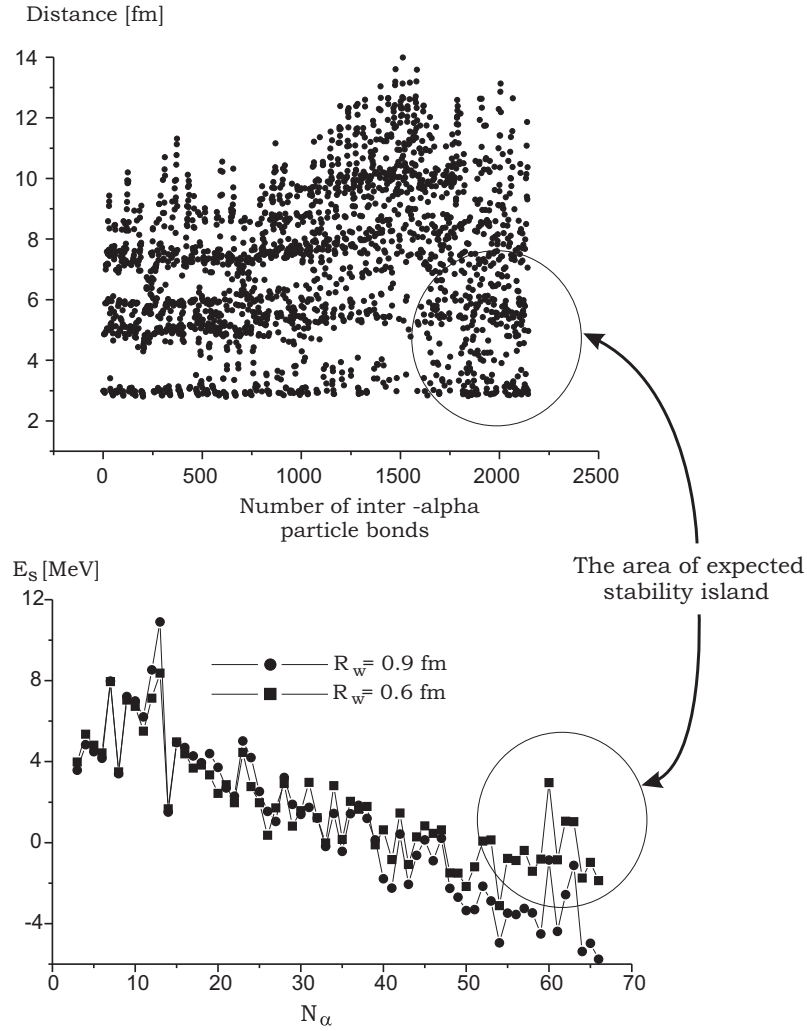 Distance [fm]
14
12
10
8
6
4
2
0 500 1000 1500 2000 2500
Number of inter -alpha
particle bonds
The area of expected
stability island
E_s [MeV]
12
8
4
0
-4
R_w= 0.9 fm
R_w= 0.6 fm
0 10 20 30 40 50 60 70
N_α